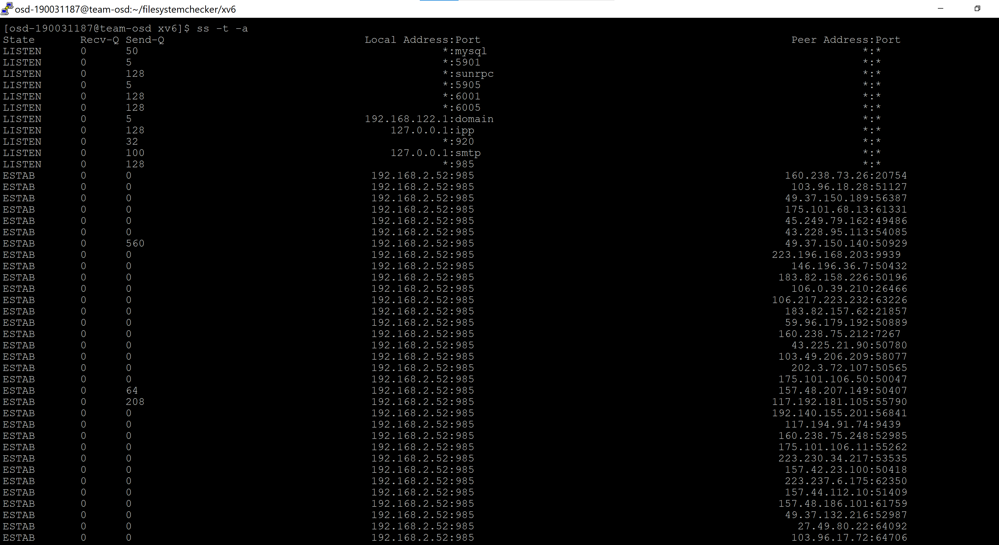 osd-190031187@team-osd:~/filesystemchecker/xv6
[osd-190031187@team-osd xv6]$ ss -t -a
State Recv-Q Send-Q Local Address:Port Peer Address:Port
LISTEN 0 50 *:mysql *:*
LISTEN 0 5 *:5901 *:*
LISTEN 0 128 *:sunrpc *:*
LISTEN 0 5 *:5905 *:*
LISTEN 0 128 *:6001 *:*
LISTEN 0 128 *:6005 *:*
LISTEN 0 5 192.168.122.1:domain *:*
LISTEN 0 128 127.0.0.1:ipp *:*
LISTEN 0 32 *:920 *:*
LISTEN 0 100 127.0.0.1:smtp *:*
LISTEN 0 128 *:985 *:*
ESTAB 0 0 192.168.2.52:985 160.238.73.26:20754
ESTAB 0 0 192.168.2.52:985 103.96.18.28:51127
ESTAB 0 0 192.168.2.52:985 49.37.150.189:56387
ESTAB 0 0 192.168.2.52:985 175.101.68.13:61331
ESTAB 0 0 192.168.2.52:985 45.249.79.162:49486
ESTAB 0 0 192.168.2.52:985 43.228.95.113:54085
ESTAB 0 560 192.168.2.52:985 49.37.150.140:50929
ESTAB 0 0 192.168.2.52:985 223.196.168.203:9939
ESTAB 0 0 192.168.2.52:985 146.196.36.7:50432
ESTAB 0 0 192.168.2.52:985 183.82.158.226:50196
ESTAB 0 0 192.168.2.52:985 106.0.39.210:26466
ESTAB 0 0 192.168.2.52:985 106.217.223.232:63226
ESTAB 0 0 192.168.2.52:985 183.82.157.62:21857
ESTAB 0 0 192.168.2.52:985 59.96.179.192:50889
ESTAB 0 0 192.168.2.52:985 160.238.75.212:7267
ESTAB 0 0 192.168.2.52:985 43.225.21.90:50780
ESTAB 0 0 192.168.2.52:985 103.49.206.209:58077
ESTAB 0 0 192.168.2.52:985 202.3.72.107:50565
ESTAB 0 0 192.168.2.52:985 175.101.106.50:50047
ESTAB 0 64 192.168.2.52:985 157.48.207.149:50407
ESTAB 0 208 192.168.2.52:985 117.192.181.105:55790
ESTAB 0 0 192.168.2.52:985 192.140.155.201:56841
ESTAB 0 0 192.168.2.52:985 117.194.91.74:9439
ESTAB 0 0 192.168.2.52:985 160.238.75.248:52985
ESTAB 0 0 192.168.2.52:985 175.101.106.11:55262
ESTAB 0 0 192.168.2.52:985 223.230.34.217:53535
ESTAB 0 0 192.168.2.52:985 157.42.23.100:50418
ESTAB 0 0 192.168.2.52:985 223.237.6.175:62350
ESTAB 0 0 192.168.2.52:985 157.44.112.10:51409
ESTAB 0 0 192.168.2.52:985 157.48.186.101:61759
ESTAB 0 0 192.168.2.52:985 49.37.132.216:52987
ESTAB 0 0 192.168.2.52:985 27.49.80.22:64092
ESTAB 0 0 192.168.2.52:985 103.96.17.72:64706